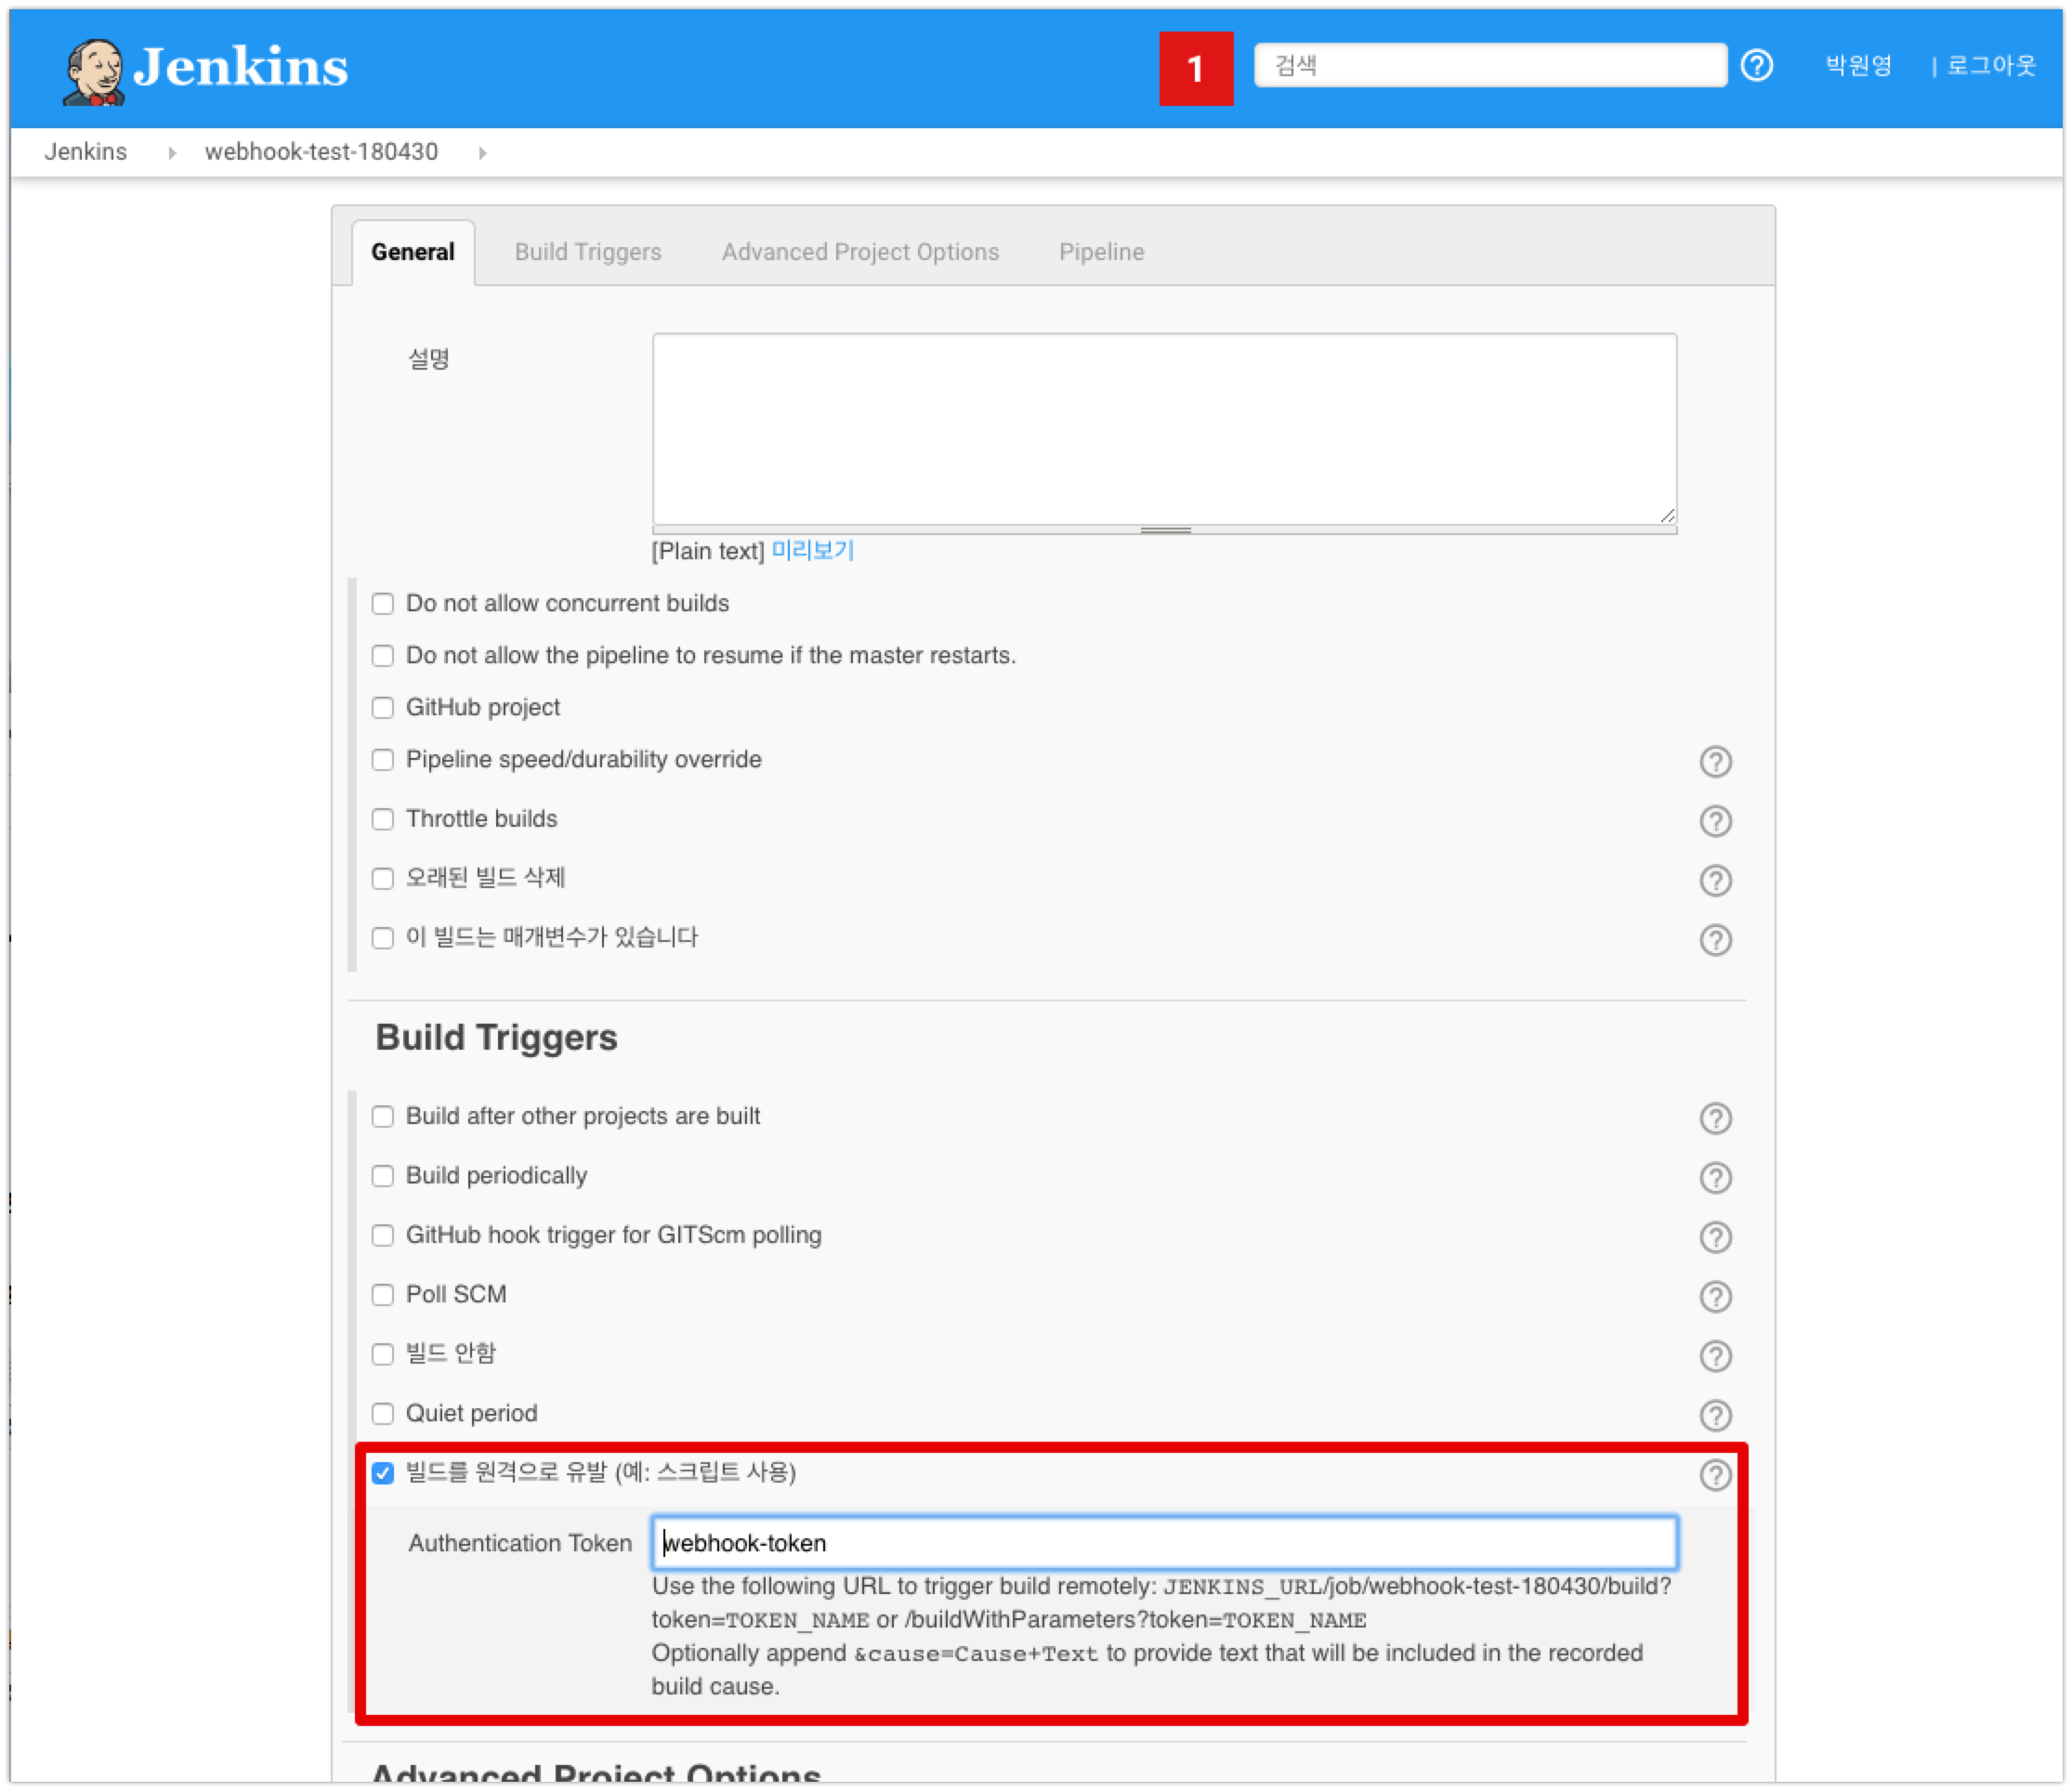 Jenkins
1
검색
박원영
| 로그아웃
Jenkins
webhook-test-180430
General
Build Triggers
Advanced Project Options
Pipeline
설명
[Plain text] 미리보기
Do not allow concurrent builds
Do not allow the pipeline to resume if the master restarts.
GitHub project
Pipeline speed/durability override
Throttle builds
오래된 빌드 삭제
이 빌드는 매개변수가 있습니다
Build Triggers
Build after other projects are built
Build periodically
GitHub hook trigger for GITScm polling
Poll SCM
빌드 안함
Quiet period
빌드를 원격으로 유발 (예: 스크립트 사용)
Authentication Token
webhook-token
Use the following URL to trigger build remotely: JENKINS_URL/job/webhook-test-180430/build?
token=TOKEN_NAME or /buildWithParameters?token=TOKEN_NAME
Optionally append &cause=Cause+Text to provide text that will be included in the recorded
build cause.
Advanced Project Options